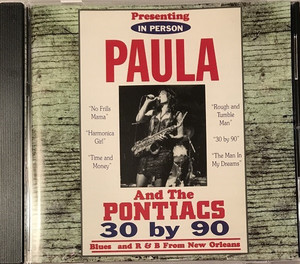 Presenting
IN PERSON
PAULA
"No Frills
Mama"
"Harmonica
Girl"
"Time and
Money"
"Rough and
Tumble
Man"
"30 by 90"
"The Man In
My Dreams"
And The
PONTIACS
30 by 90
Blues and R & B From New Orleans